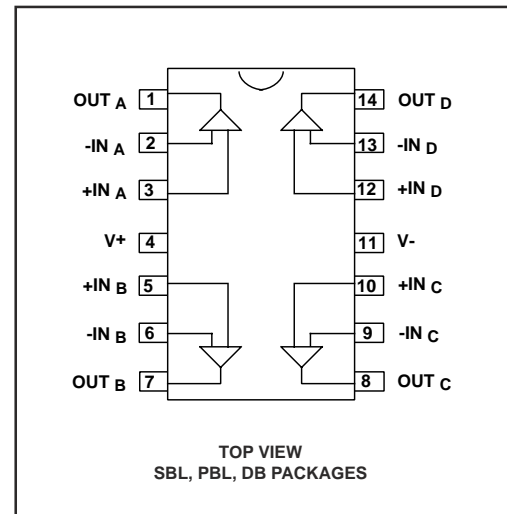 OUT A 1 14 OUT D
-IN A 2 13 -IN D
+IN A 3 12 +IN D
V+ 4 11 V-
+IN B 5 10 +IN C
-IN B 6 9 -IN C
OUT B 7 8 OUT C
TOP VIEW
SBL, PBL, DB PACKAGES